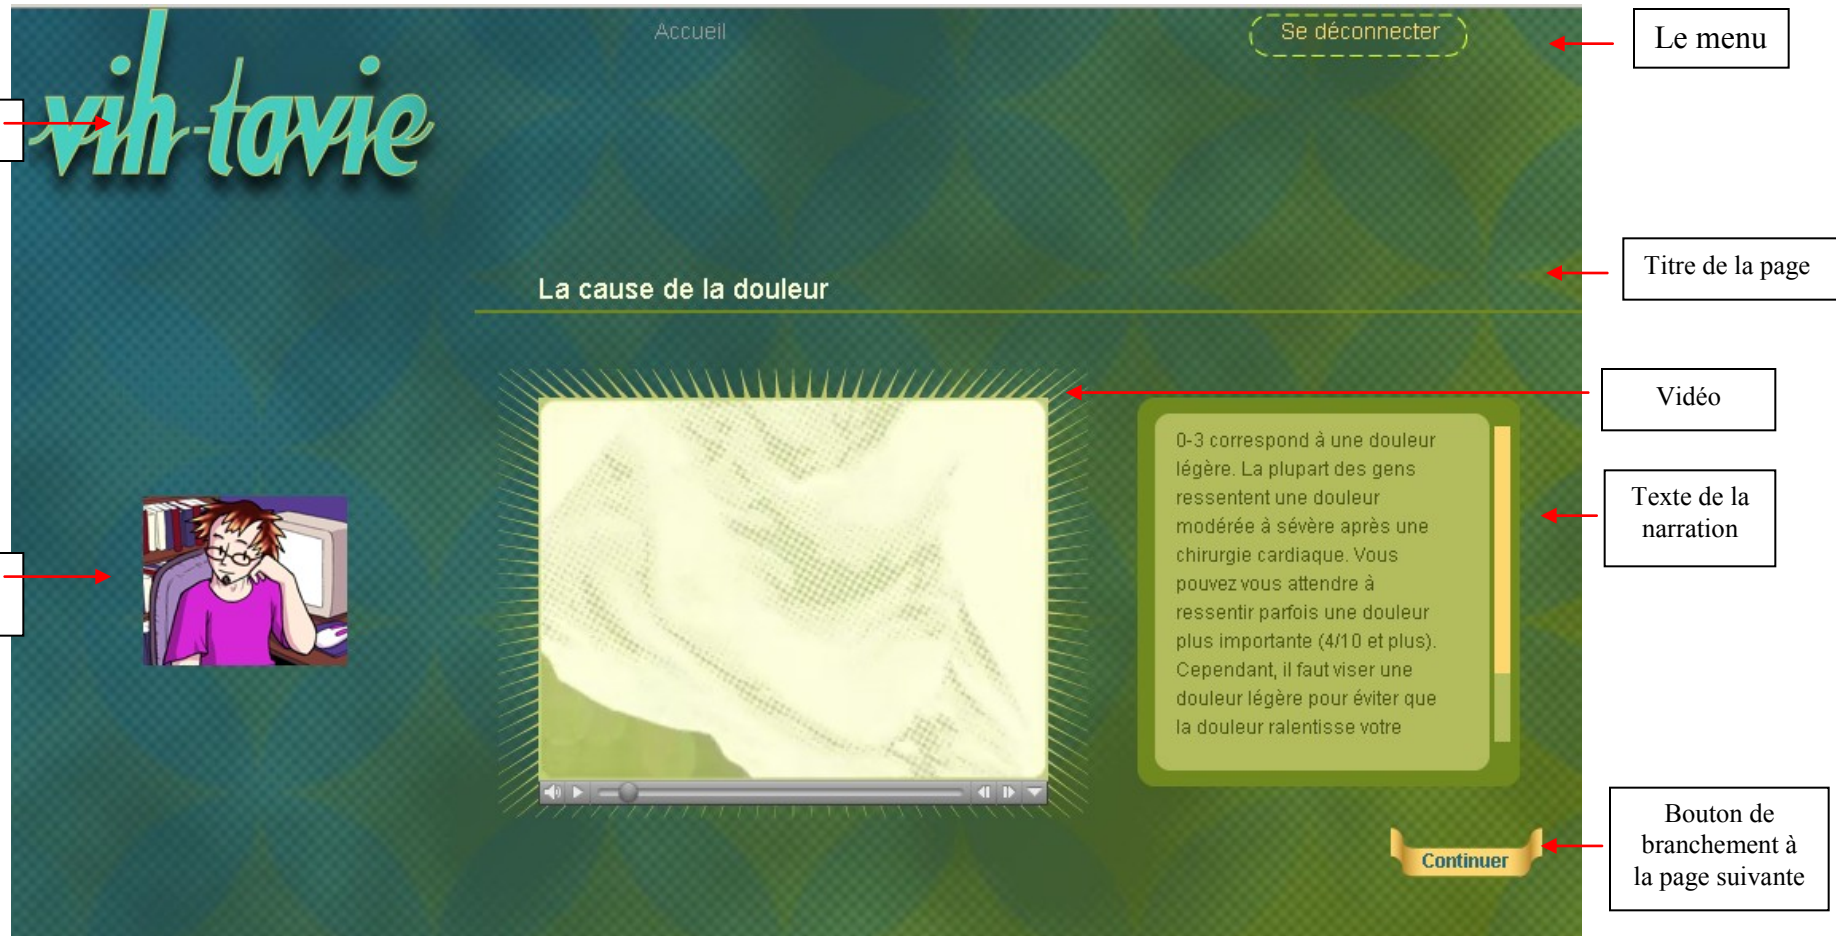 Accueil
Se déconnecter
Le menu
vih-tavie
Titre de la page
La cause de la douleur
Vidéo
0-3 correspond à une douleur
légère. La plupart des gens
ressentent une douleur
modérée à sévère après une
chirurgie cardiaque. Vous
pouvez vous attendre à
ressentir parfois une douleur
plus importante (4/10 et plus).
Cependant, il faut viser une
douleur légère pour éviter que
la douleur ralentisse votre
Texte de la
narration
Continuer
Bouton de
branchement à
la page suivante